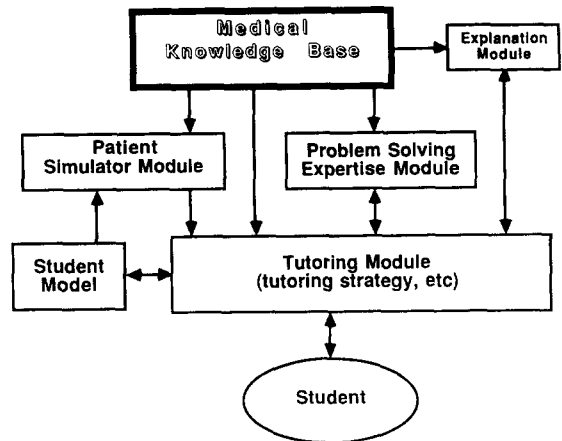 Medical
Knowledge Base
Explanation
Module
Patient
Simulator Module
Problem Solving
Expertise Module
Student
Model
Tutoring Module
(tutoring strategy, etc)
Student